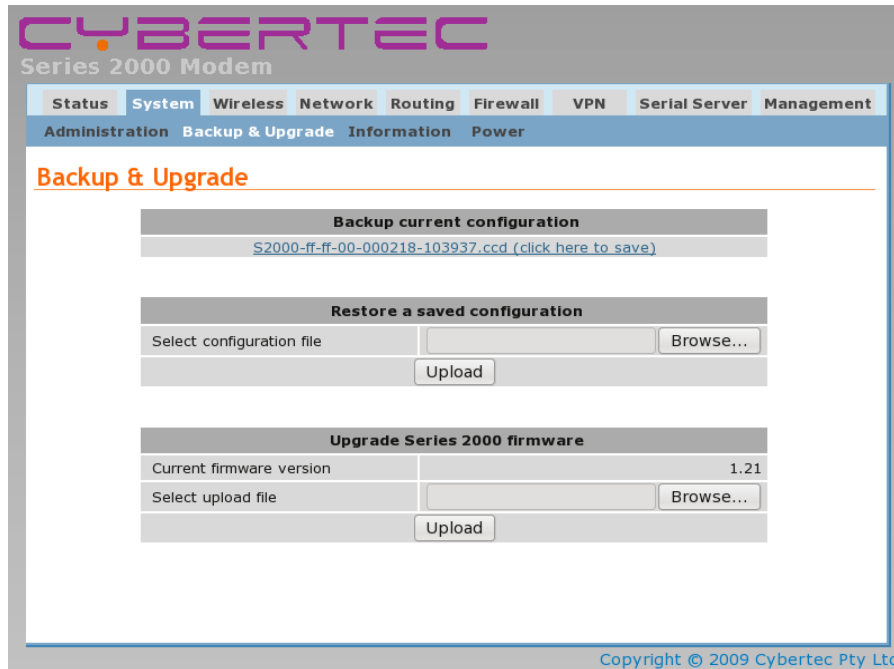 CYBERTEC
Series 2000 Modem
Status System Wireless Network Routing Firewall VPN Serial Server Management
Administration Backup & Upgrade Information Power
Backup & Upgrade
Backup current configuration
S2000-ff-ff-00-000218-103937.ccd (click here to save)
Restore a saved configuration
Select configuration file Browse...
Upload
Upgrade Series 2000 firmware
Current firmware version 1.21
Select upload file Browse...
Upload
Copyright © 2009 Cybertec Pty Ltd